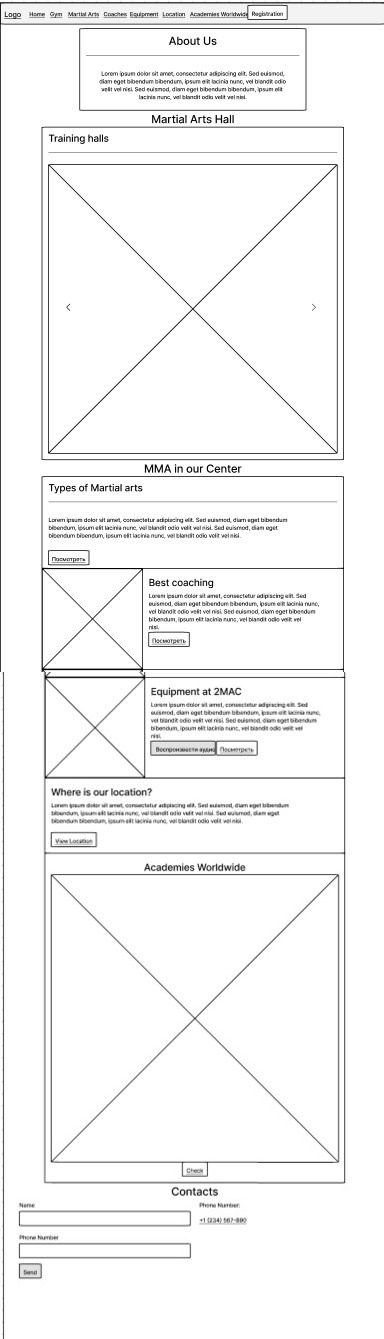 Logo Home Gym Martial Arts Coaches Equipment Location Academies Worldwide Registration
About Us
Lorem ipsum dolor sit amet, consectetur adipiscing elit. Sed euismod,
diam eget bibendum bibendum, ipsum elit lacinia nunc, vel blandit odio
velit vel nisi. Sed euismod, diam eget bibendum bibendum, ipsum elit
lacinia nunc, vel blandit odio velit vel nisi.
Martial Arts Hall
Training halls
MMA in our Center
Types of Martial arts
Lorem ipsum dolor sit amet, consectetur adipiscing elit. Sed euismod, diam eget
bibendum bibendum, ipsum elit lacinia nunc, vel blandit odio velit vel nisi. Sed euismod, diam eget
bibendum bibendum, ipsum elit lacinia nunc, vel blandit odio velit vel nisi.
Посмотреть
Best coaching
Lorem ipsum dolor sit amet, consectetur adipiscing elit. Sed
euismod, diam eget bibendum bibendum, ipsum elit lacinia nunc,
vel blandit odio velit vel nisi. Sed euismod, diam eget bibendum
bibendum, ipsum elit lacinia nunc, vel blandit odio velit vel
nisi.
Посмотреть
Equipment at 2MAC
Lorem ipsum dolor sit amet, consectetur adipiscing elit. Sed
euismod, diam eget bibendum bibendum, ipsum elit lacinia nunc,
vel blandit odio velit vel nisi. Sed euismod, diam eget bibendum
bibendum, ipsum elit lacinia nunc, vel blandit odio velit vel
nisi.
Воспроизвести аудио Посмотреть
Where is our location?
Lorem ipsum dolor sit amet, consectetur adipiscing elit. Sed euismod, diam eget
bibendum bibendum, ipsum elit lacinia nunc, vel blandit odio velit vel nisi. Sed euismod, diam eget
bibendum bibendum, ipsum elit lacinia nunc, vel blandit odio velit vel nisi.
View Location
Academies Worldwide
Check
Contacts
Name
Phone Number:
+1 (234) 567-890
Phone Number
Send